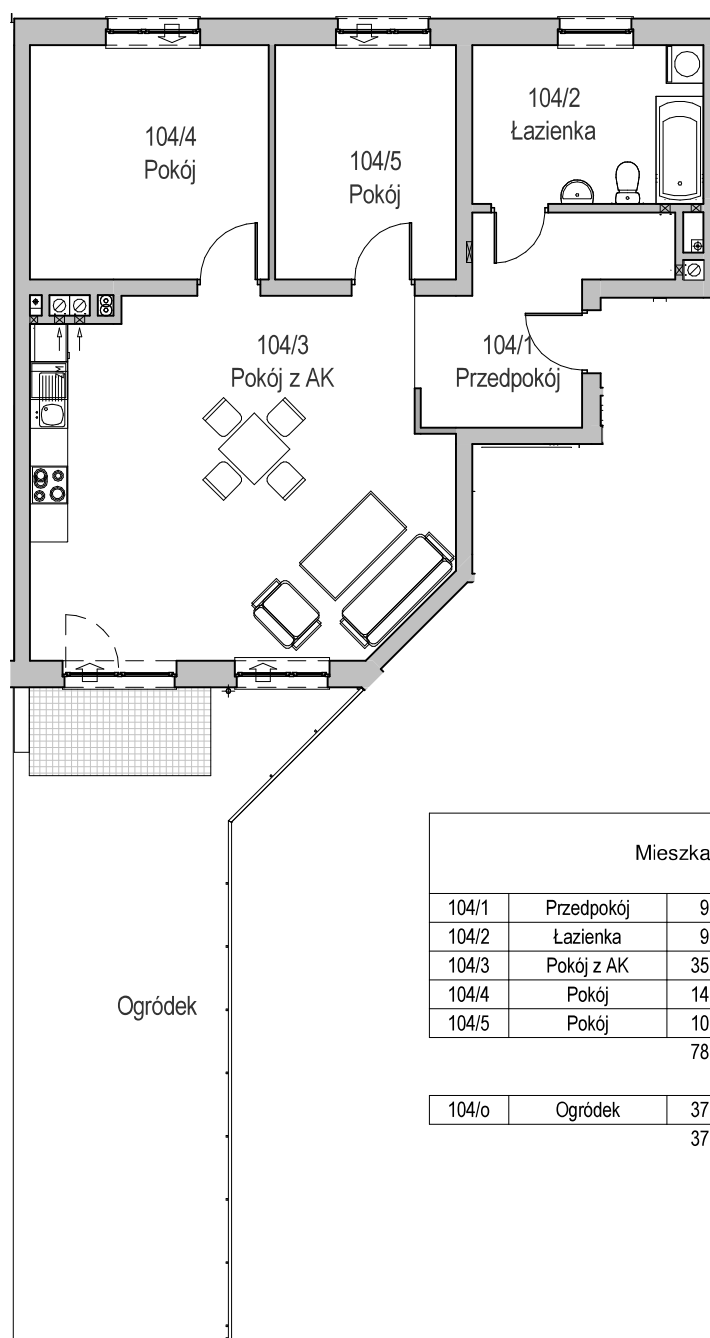 104/4
Pokój
104/5
Pokój
104/2
Łazienka
104/3
Pokój z AK
104/1
Przedpokój
ZM
Ogródek
Mieszka
104/1 Przedpokój 9
104/2 Łazienka 9
104/3 Pokój z AK 35
104/4 Pokój 14
104/5 Pokój 10
78
104/o Ogródek 37
37